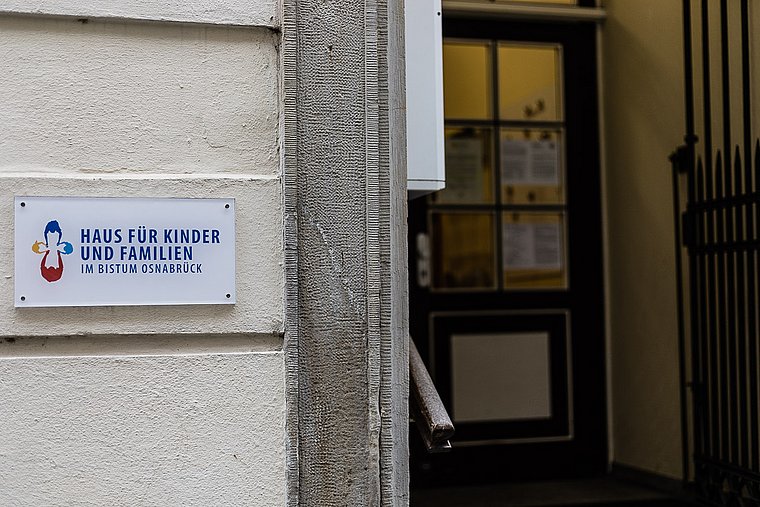 HAUS FÜR KINDER
UND FAMILIEN
IM BISTUM OSNABRÜCK